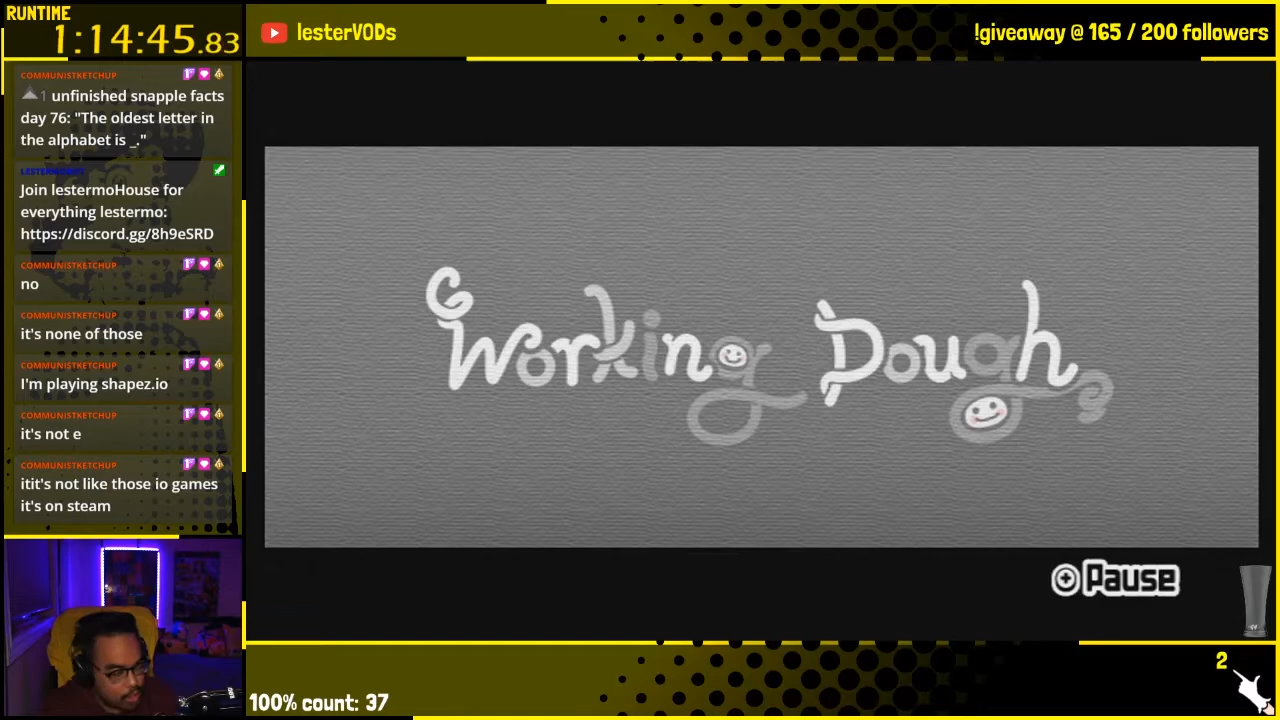 RUNTIME
1:14:45.83
lesterVODs
!giveaway @ 165 / 200 followers
COMMUNISTKETCHUP
1 unfinished snapple facts
day 76: "The oldest letter in
the alphabet is _."
Join lestermoHouse for
everything lestermo:
https://discord.gg/8h9eSRD
COMMUNISTKETCHUP
no
COMMUNISTKETCHUP
it's none of those
COMMUNISTKETCHUP
I'm playing shapez.io
COMMUNISTKETCHUP
it's not e
COMMUNISTKETCHUP
itit's not like those io games
it's on steam
Working Dough
Pause
2
100% count: 37